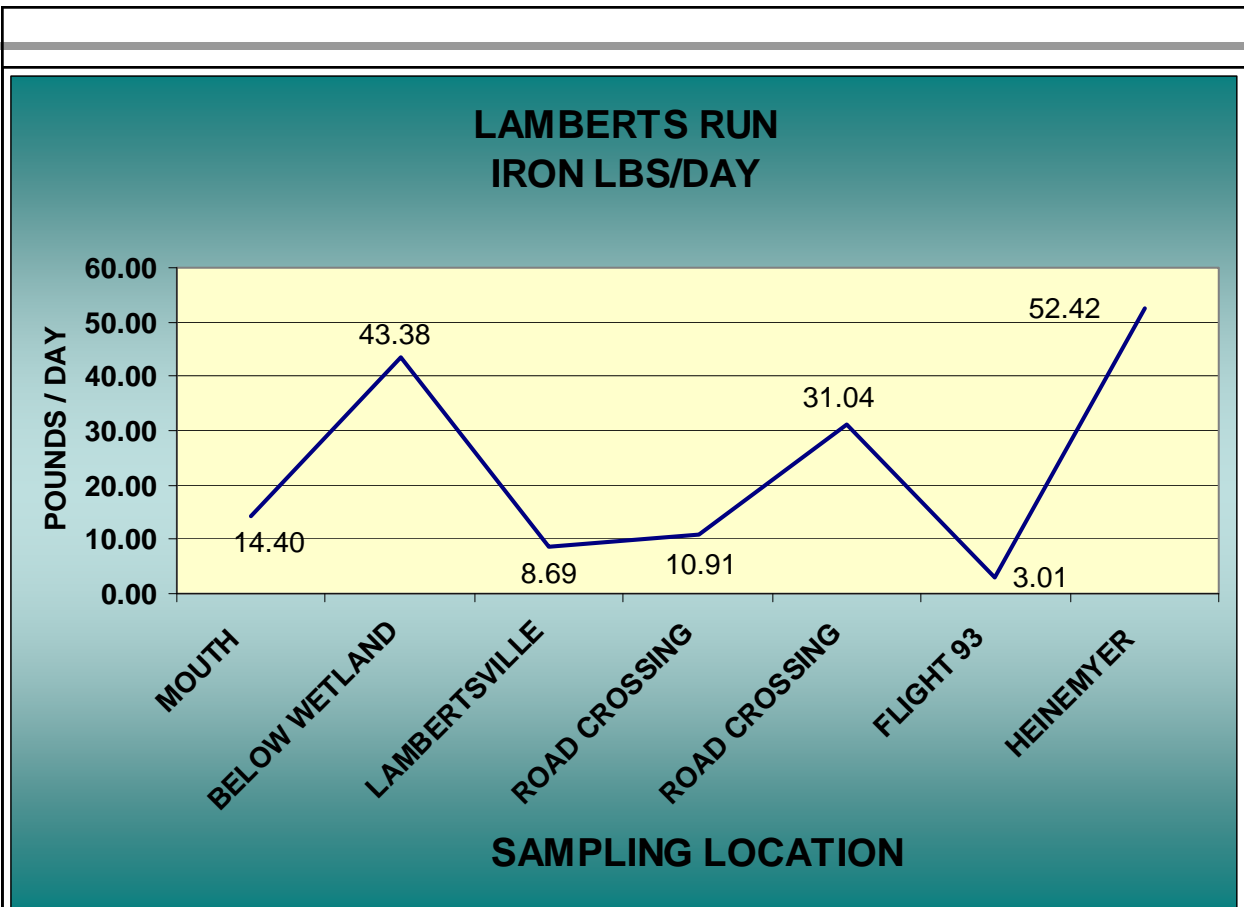 LAMBERTS RUN
IRON LBS/DAY
60.00
50.00
40.00
30.00
20.00
10.00
0.00
POUNDS / DAY
14.40
43.38
8.69
10.91
31.04
3.01
52.42
MOUTH
BELOW WETLAND
LAMBERTSVILLE
ROAD CROSSING
ROAD CROSSING
FLIGHT 93
HEINEMYER
SAMPLING LOCATION